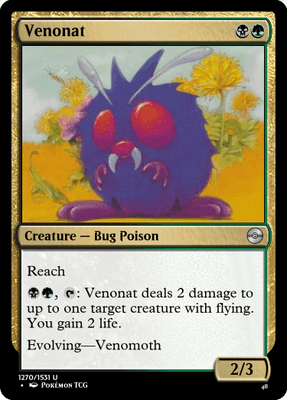 Venonat
Creature — Bug Poison
Reach
: Venonat deals 2 damage to
up to one target creature with flying.
You gain 2 life.
Evolving—Venomoth
2/3
1270/1531 U
• Pokémon TCG
48